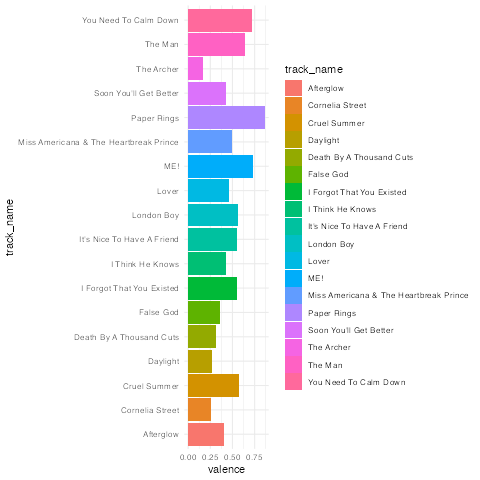 You Need To Calm Down
The Man
The Archer
Soon You'll Get Better
Paper Rings
Miss Americana & The Heartbreak Prince
ME!
Lover
London Boy
It's Nice To Have A Friend
I Think He Knows
I Forgot That You Existed
False God
Death By A Thousand Cuts
Daylight
Cruel Summer
Cornelia Street
Afterglow
track_name
0.00 0.25 0.50 0.75
valence
track_name
Afterglow
Cornelia Street
Cruel Summer
Daylight
Death By A Thousand Cuts
False God
I Forgot That You Existed
I Think He Knows
It's Nice To Have A Friend
London Boy
Lover
ME!
Miss Americana & The Heartbreak Prince
Paper Rings
Soon You'll Get Better
The Archer
The Man
You Need To Calm Down